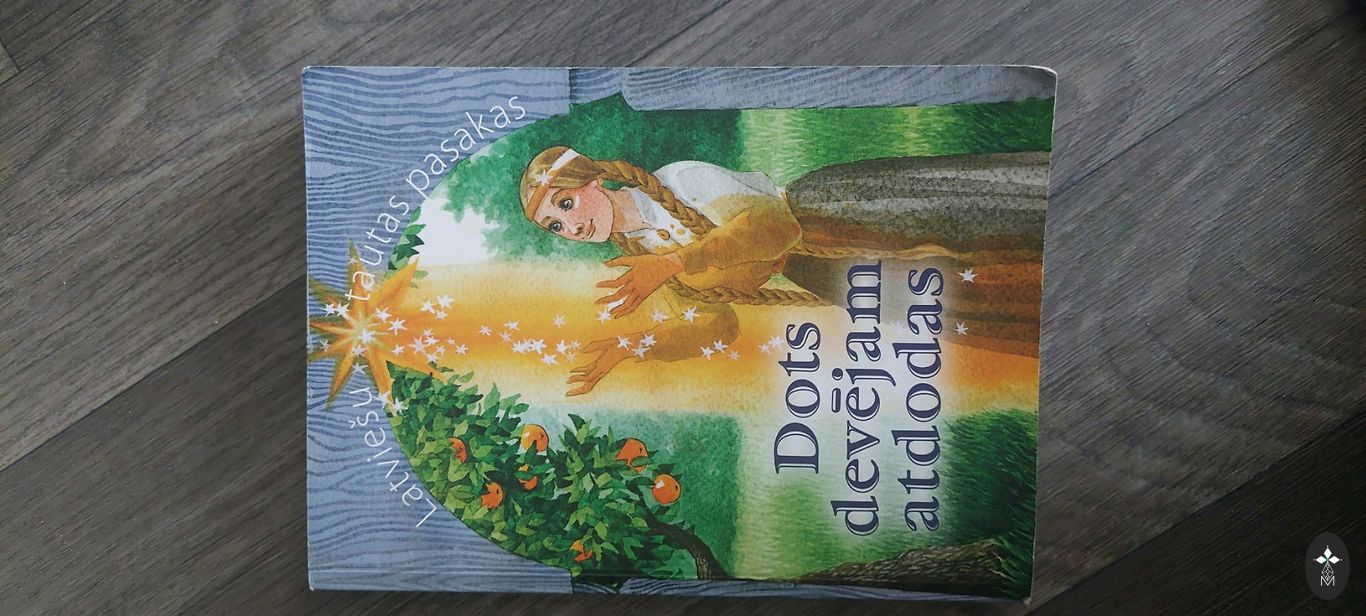 Latviešu tautas pasakas
Dots
devējam
atdodas
M